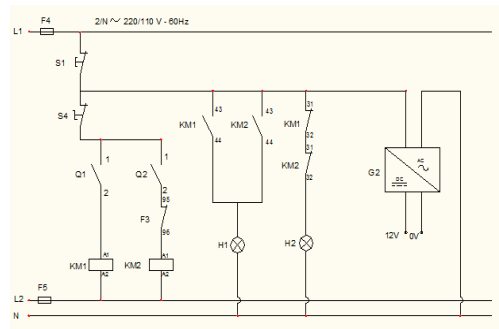 F4
2/N ∿ 220/110 V - 60Hz
L1
S1
S4
43
43
31
KM1
KM2
KM1
44
44
32
31
KM2
32
1
1
Q1
Q2
2
2
95
F3
96
G2
AC
DC
12V
0V
H1
H2
A1
A1
KM1
KM2
A2
A2
L2
F5
N